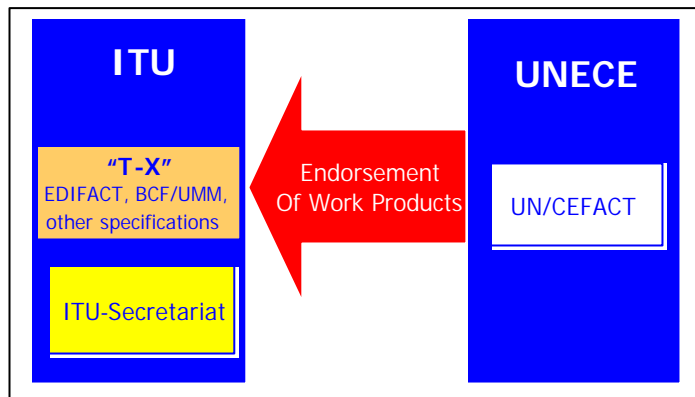 ITU
"T-X"
EDIFACT, BCF/UMM,
other specifications
ITU-Secretariat
Endorsement
Of Work Products
UNECE
UN/CEFACT